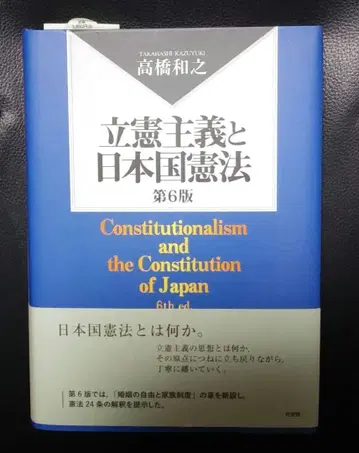 TAKAHASHI KAZUYUKI
高橋和之
立憲主義と
日本国憲法
第6版
Constitutionalism
and
the Constitution
of Japan
6th ed.
日本国憲法とは何か。
立憲主義の思想とは何か、
その原点につねに立ち戻りながら、
丁寧に繙いていく。
第6版では、「婚姻の自由と家族制度」の章を新設し、
憲法24条の解釈を提示した。
有斐閣